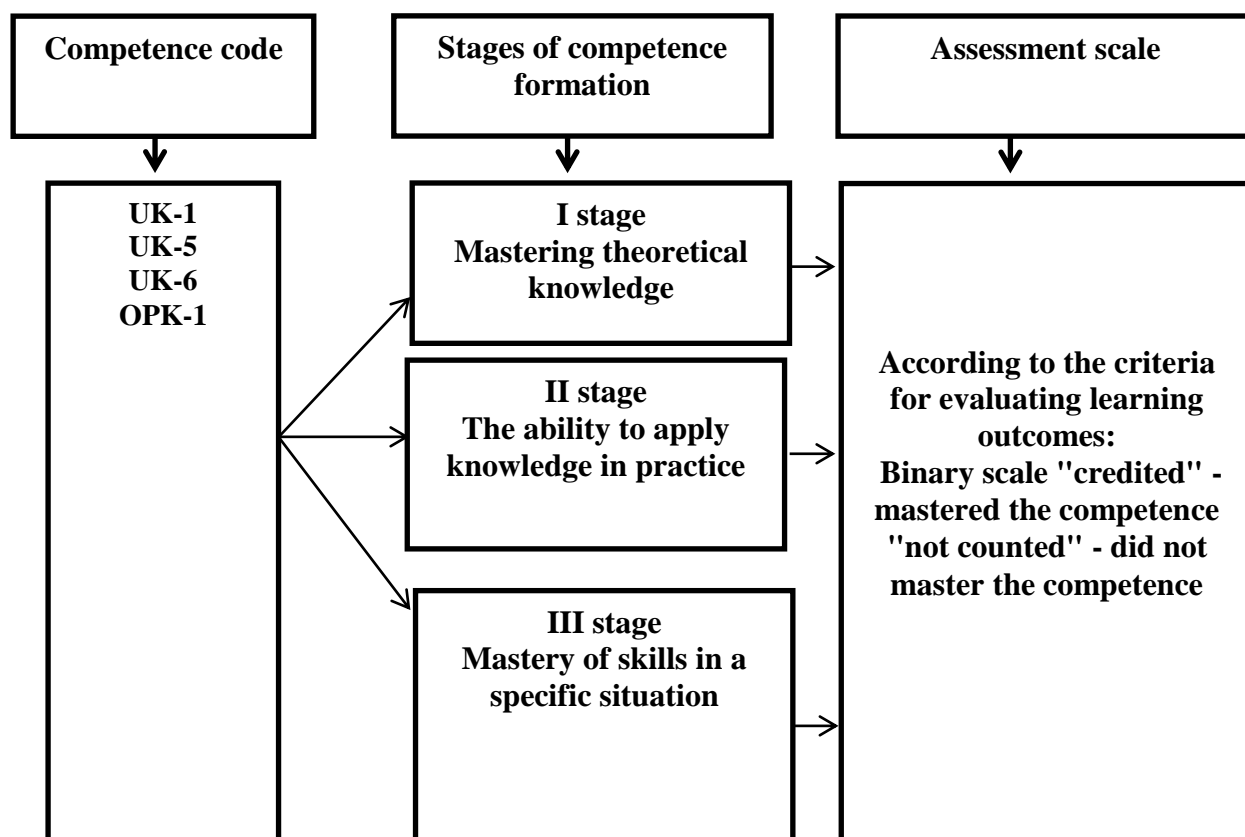 Competence code
Stages of competence
formation
Assessment scale
UK-1
UK-5
UK-6
OPK-1
I stage
Mastering theoretical
knowledge
II stage
The ability to apply
knowledge in practice
III stage
Mastery of skills in a
specific situation
According to the criteria
for evaluating learning
outcomes:
Binary scale "credited" -
mastered the competence
"not counted" - did not
master the competence